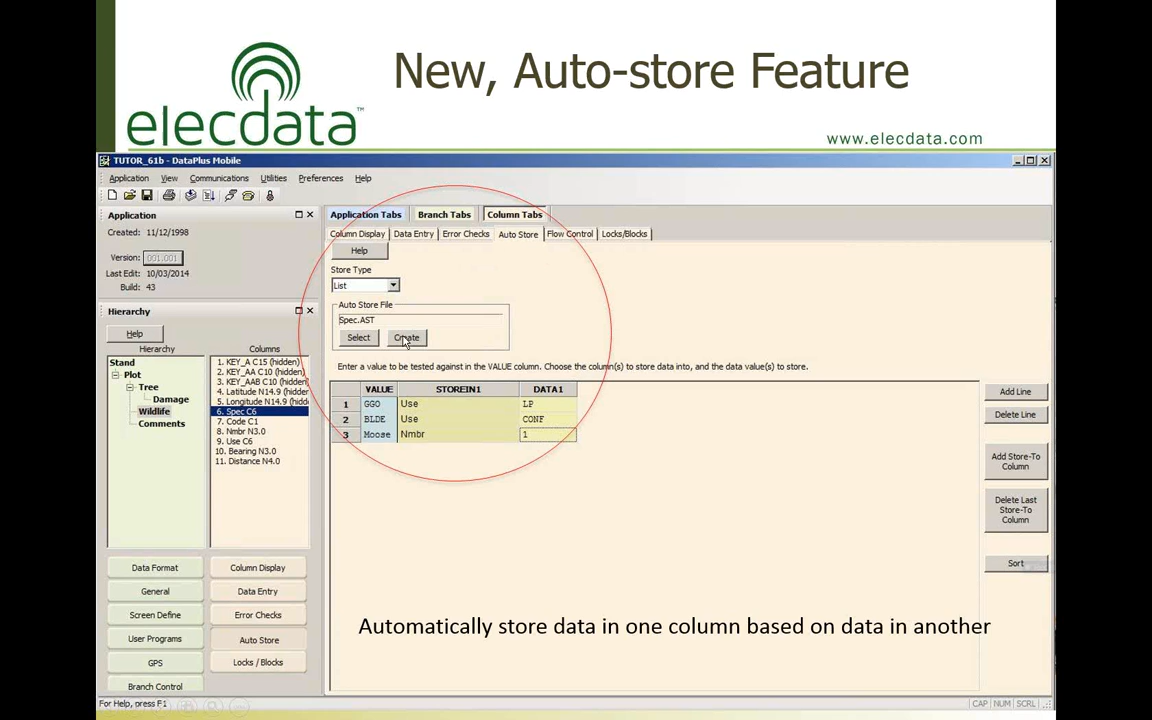 New, Auto-store Feature
elecdata™
www.elecdata.com
TUTOR_61b - DataPlus Mobile
Application View Communications Utilities Preferences Help
Application
Created: 11/12/1998
Version: 001.001
Last Edit: 10/03/2014
Build: 43
Hierarchy
Help
Hierarchy Columns
Stand
Plot
Tree
Damage
Wildlife
Comments
1. KEY_A C15 (hidden)
2. KEY_AA C10 (hidden)
3. KEY_AAB C10 (hidden)
4. Latitude N14.9 (hidd
5. Longitude N14.9 (hidd
6. Spec C6
7. Code C1
8. Nmbr N3.0
9. Use C6
10. Bearing N3.0
11. Distance N4.0
Data Format Column Display
General Data Entry
Screen Define Error Checks
User Programs Auto Store
GPS Locks / Blocks
Branch Control
Application Tabs Branch Tabs Column Tabs
Column Display Data Entry Error Checks Auto Store Flow Control Locks/Blocks
Help
Store Type
List
Auto Store File
Spec.AST
Select Create
Enter a value to be tested against in the VALUE column. Choose the column(s) to store data into, and the data value(s) to store.
VALUE STOREIN1 DATA1
1 GGO Use LP
2 BLDE Use CONF
3 Moose Nmbr 1
Add Line
Delete Line
Add Store-To
Column
Delete Last
Store-To
Column
Sort
Automatically store data in one column based on data in another
For Help, press F1
CAP NUM SCRL